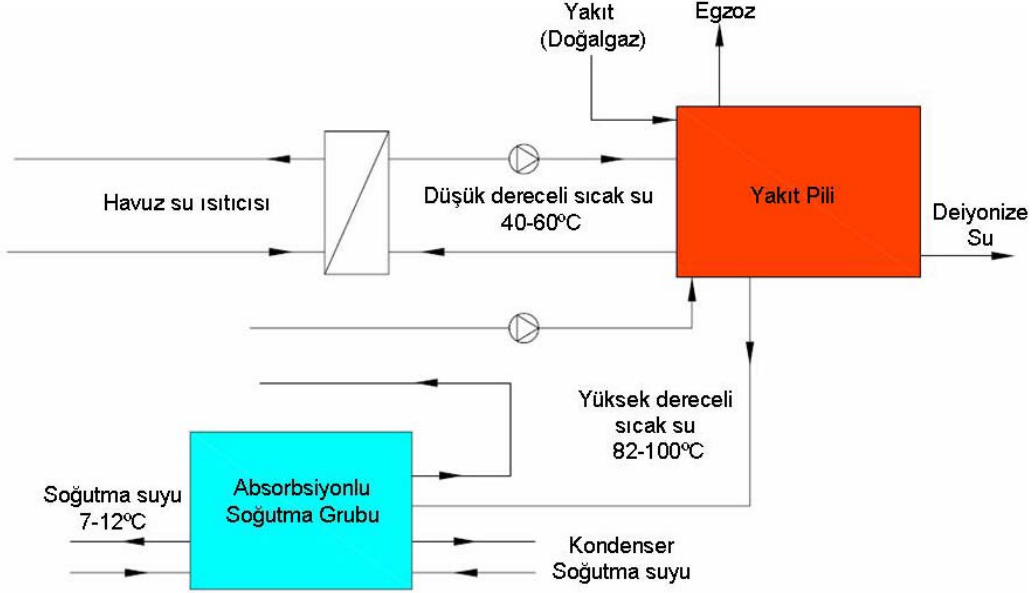 Yakıt
(Doğalgaz)
Egzoz
Havuz su ısıtıcısı
Düşük dereceli sıcak su
40-60ºC
Yakıt Pili
Deiyonize
Su
Yüksek dereceli
sıcak su
82-100ºC
Soğutma suyu
7-12ºC
Absorbsiyonlu
Soğutma Grubu
Kondenser
Soğutma suyu